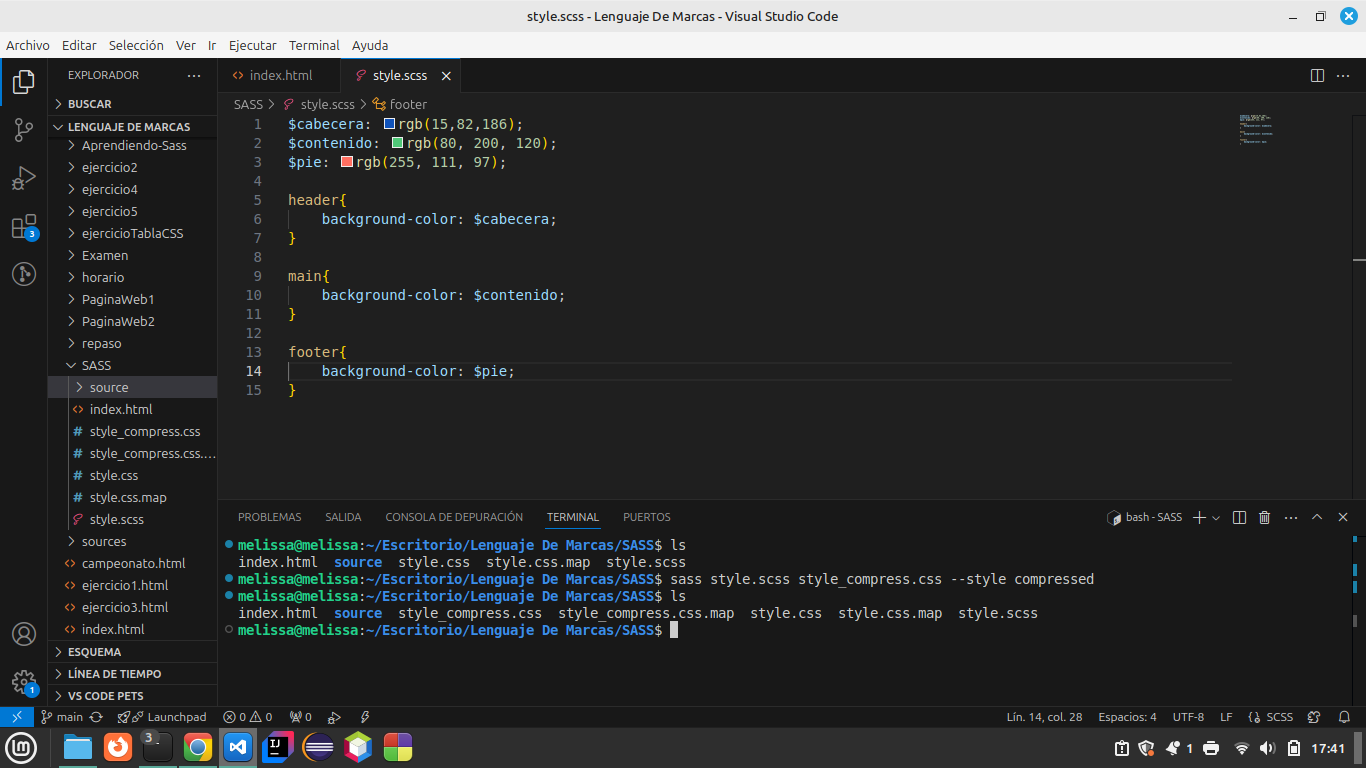 style.scss - Lenguaje De Marcas - Visual Studio Code
Archivo Editar Selección Ver Ir Ejecutar Terminal Ayuda
EXPLORADOR
BUSCAR
LENGUAJE DE MARCAS
Aprendiendo-Sass
ejercicio2
ejercicio4
ejercicio5
ejercicioTablaCSS
Examen
horario
PaginaWeb1
PaginaWeb2
repaso
SASS
source
index.html
style_compress.css
style_compress.css....
style.css
style.css.map
style.scss
sources
campeonato.html
ejercicio1.html
ejercicio3.html
index.html
ESQUEMA
LÍNEA DE TIEMPO
VS CODE PETS
3
1
index.html style.scss
SASS > style.scss > footer
1 $cabecera: rgb(15,82,186);
2 $contenido: rgb(80, 200, 120);
3 $pie: rgb(255, 111, 97);
4
5 header{
6 background-color: $cabecera;
7 }
8
9 main{
10 background-color: $contenido;
11 }
12
13 footer{
14 background-color: $pie;
15 }
PROBLEMAS SALIDA CONSOLA DE DEPURACIÓN TERMINAL PUERTOS
bash - SASS
melissa@melissa:~/Escritorio/Lenguaje De Marcas/SASS$ ls
index.html source style.css style.css.map style.scss
melissa@melissa:~/Escritorio/Lenguaje De Marcas/SASS$ sass style.scss style_compress.css --style compressed
melissa@melissa:~/Escritorio/Lenguaje De Marcas/SASS$ ls
index.html source style_compress.css style_compress.css.map style.css style.css.map style.scss
melissa@melissa:~/Escritorio/Lenguaje De Marcas/SASS$
main Launchpad 0 0 0
Lín. 14, col. 28 Espacios: 4 UTF-8 LF SCSS
3 IJ 1 17:41